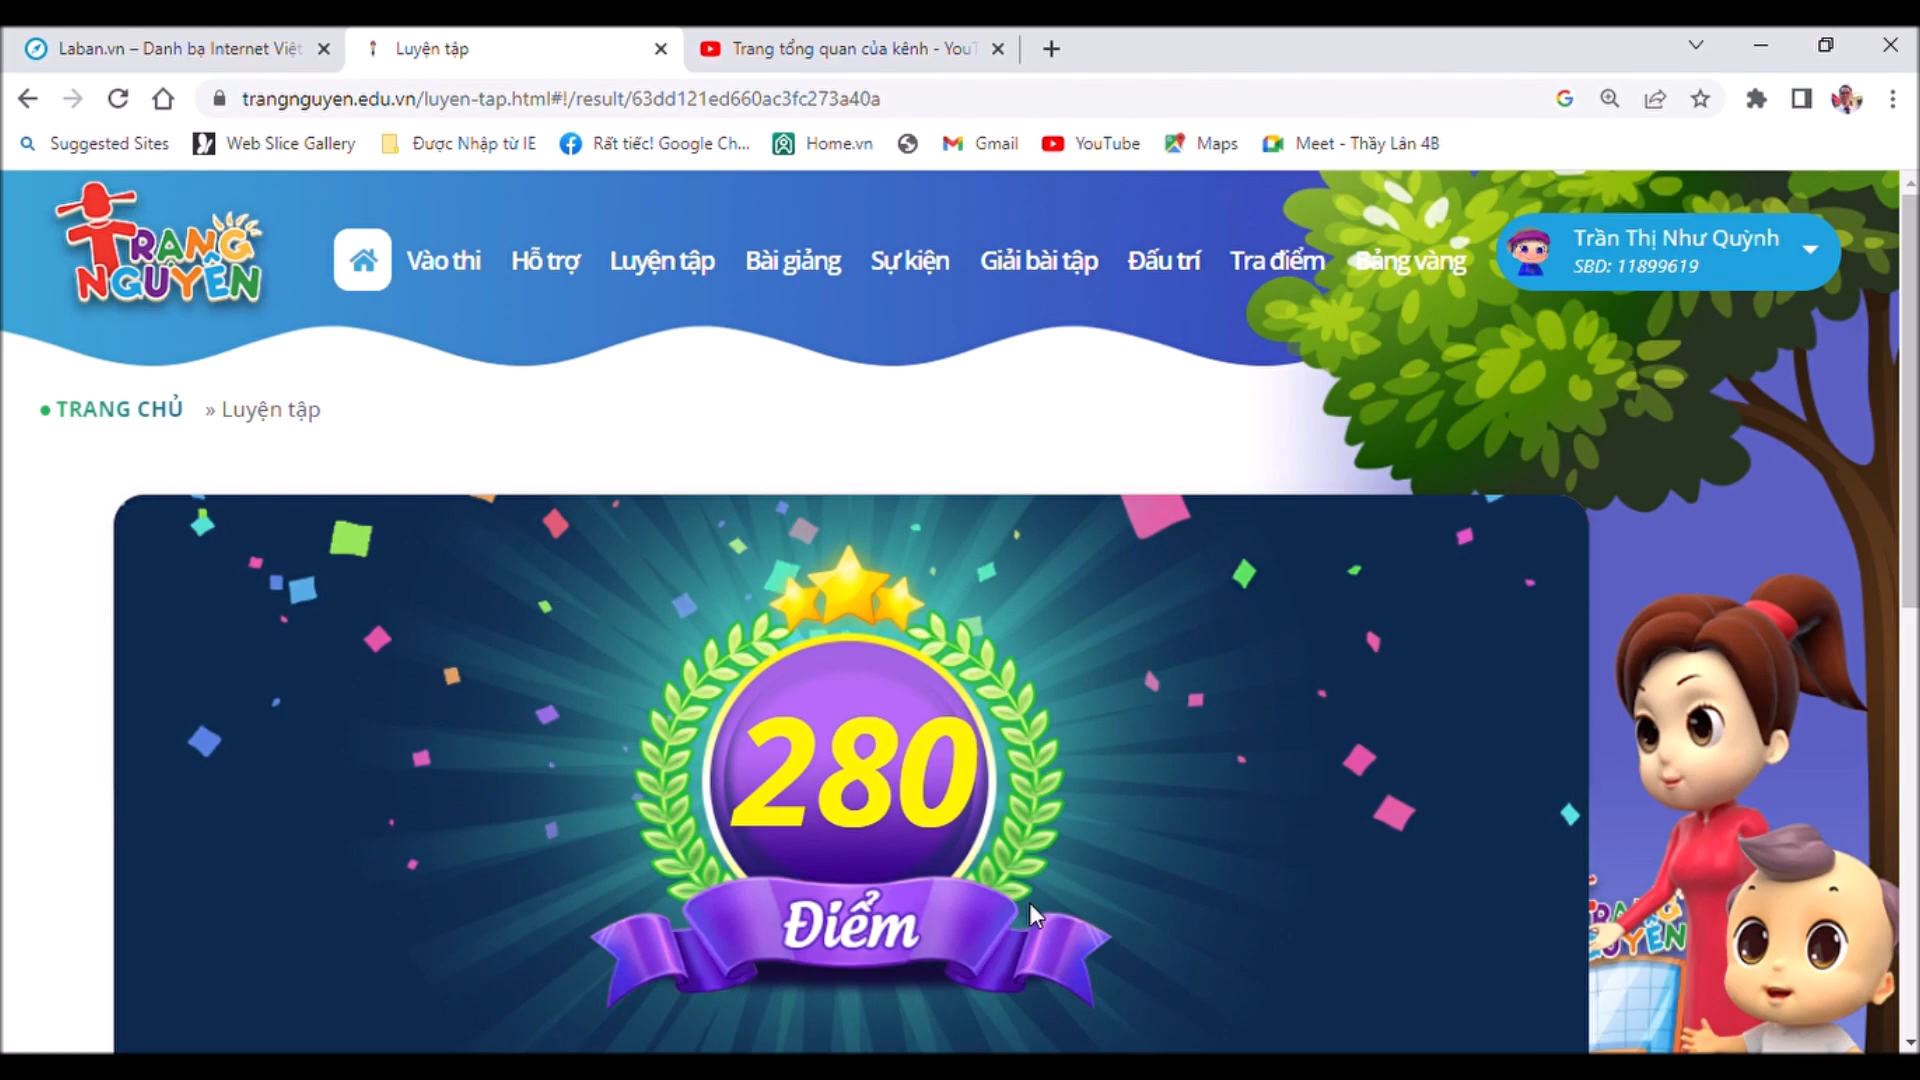 Laban.vn – Danh bạ Internet Việt
Luyện tập
Trang tổng quan của kênh - YouT
trangnguyen.edu.vn/luyen-tap.html#!/result/63dd121ed660ac3fc273a40a
Suggested Sites
Web Slice Gallery
Được Nhập từ IE
Rất tiếc! Google Ch...
Home.vn
Gmail
YouTube
Maps
Meet - Thầy Lân 4B
TRANG
NGUYÊN
Vào thi
Hỗ trợ
Luyện tập
Bài giảng
Sự kiện
Giải bài tập
Đấu trí
Tra điểm
Bảng vàng
Trần Thị Như Quỳnh
SBD: 11899619
TRANG CHỦ » Luyện tập
280
Điểm